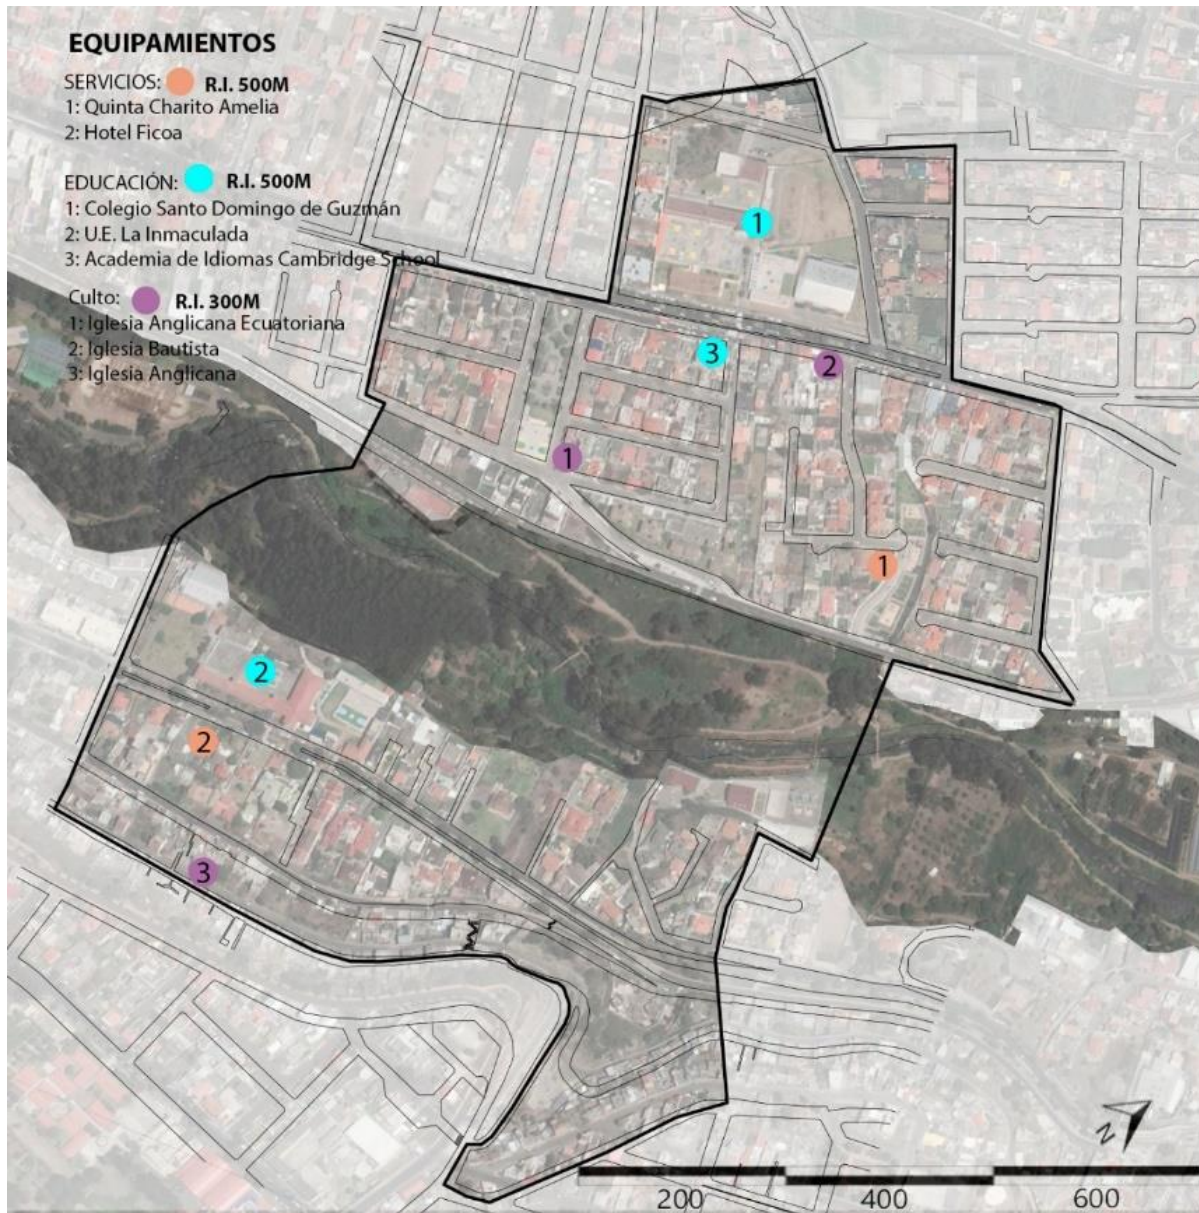 EQUIPAMIENTOS
SERVICIOS: R.I. 500M
1: Quinta Charito Amelia
2: Hotel Ficoa
EDUCACIÓN: R.I. 500M
1: Colegio Santo Domingo de Guzmán
2: U.E. La Inmaculada
3: Academia de Idiomas Cambridge School
Culto: R.I. 300M
1: Iglesia Anglicana Ecuatoriana
2: Iglesia Bautista
3: Iglesia Anglicana
1
3
2
1
1
2
2
3
N
200 400 600